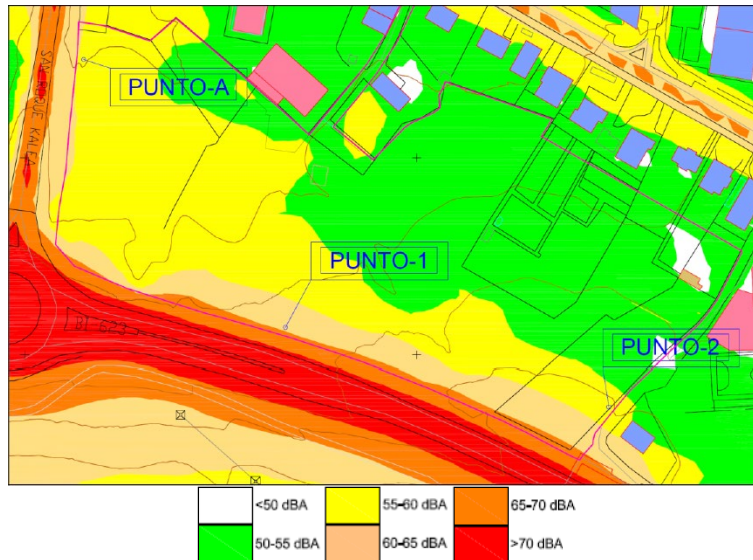 PUNTO-A
SAN ROQUE KALEA
PUNTO-1
BI 623
PUNTO-2
<50 dBA
55-60 dBA
65-70 dBA
50-55 dBA
60-65 dBA
>70 dBA